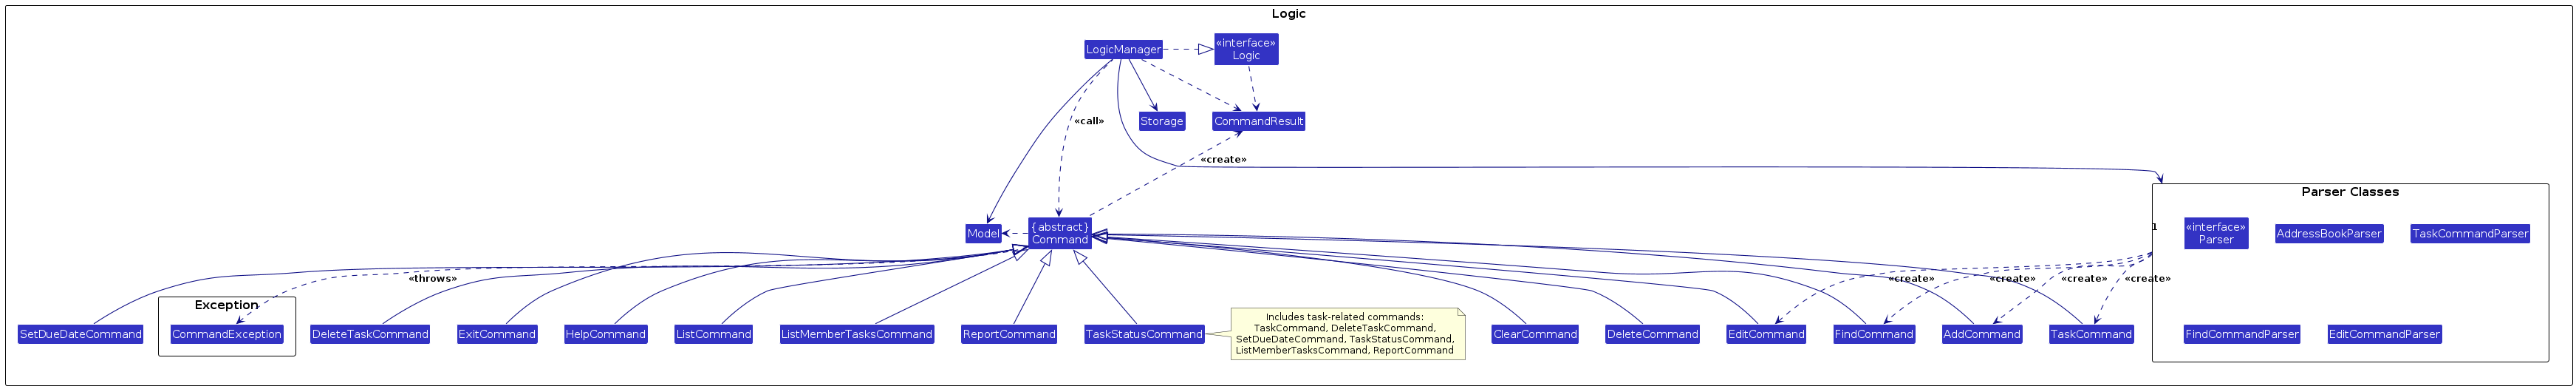 Logic
LogicManager
«interface»
Logic
«call»
Storage
CommandResult
«create»
Model
{abstract}
Command
Parser Classes
1
«interface»
Parser
AddressBookParser
TaskCommandParser
«throws»
«create»
«create»
«create»
«create»
Exception
SetDueDateCommand
CommandException
DeleteTaskCommand
ExitCommand
HelpCommand
ListCommand
ListMemberTasksCommand
ReportCommand
TaskStatusCommand
Includes task-related commands:
TaskCommand, DeleteTaskCommand,
SetDueDateCommand, TaskStatusCommand,
ListMemberTasksCommand, ReportCommand
ClearCommand
DeleteCommand
EditCommand
FindCommand
AddCommand
TaskCommand
FindCommandParser
EditCommandParser